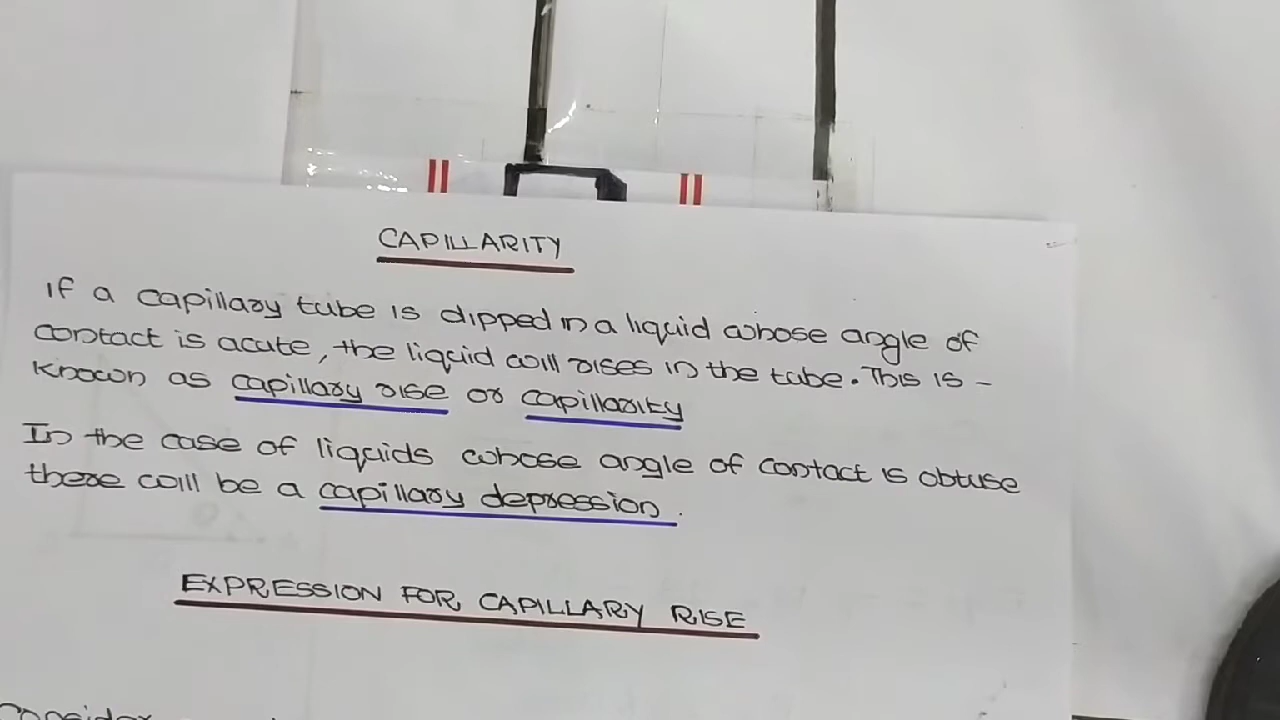 CAPILLARITY
If a capillary tube is dipped in a liquid whose angle of
contact is acute, the liquid will rises in the tube. This is -
known as capillary rise or capillarity
In the case of liquids whose angle of contact is obtuse
there will be a capillary depression.
EXPRESSION FOR CAPILLARY RISE
Consider